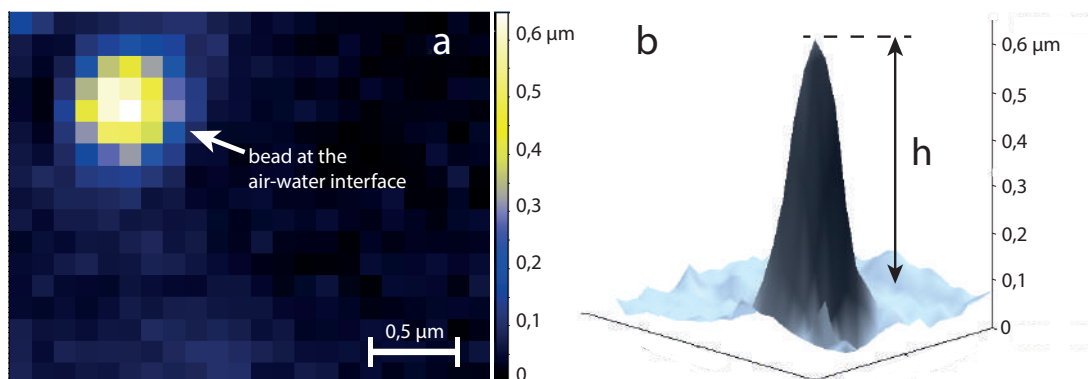 a
bead at the
air-water interface
0,5 µm
0,6 µm
0,5
0,4
0,3
0,2
0,1
0
b
h
0,6 µm
0,5
0,4
0,3
0,2
0,1
0